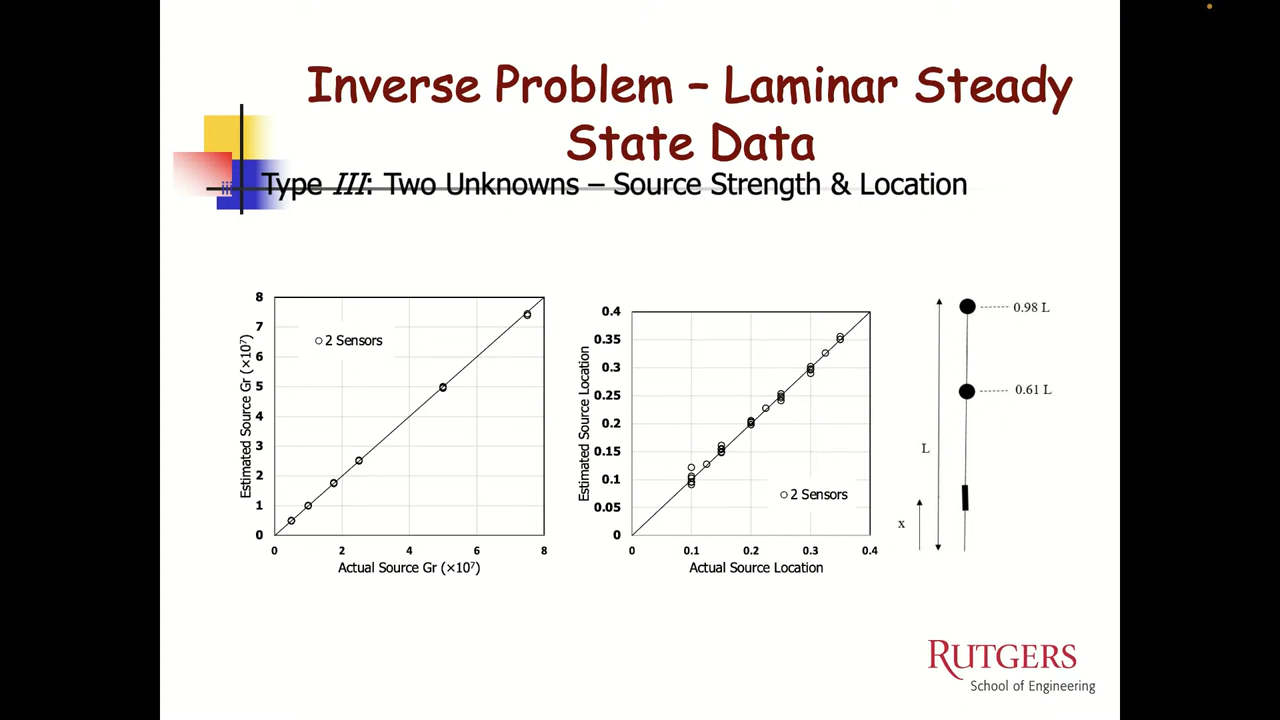 Inverse Problem – Laminar Steady
State Data
iii Type III: Two Unknowns – Source Strength & Location
8
7
6
5
4
3
2
1
0
Estimated Source Gr (×10⁷)
2 Sensors
0 2 4 6 8
Actual Source Gr (×10⁷)
0.4
0.35
0.3
0.25
0.2
0.15
0.1
0.05
0
Estimated Source Location
2 Sensors
0 0.1 0.2 0.3 0.4
Actual Source Location
0.98 L
0.61 L
L
x
RUTGERS
School of Engineering